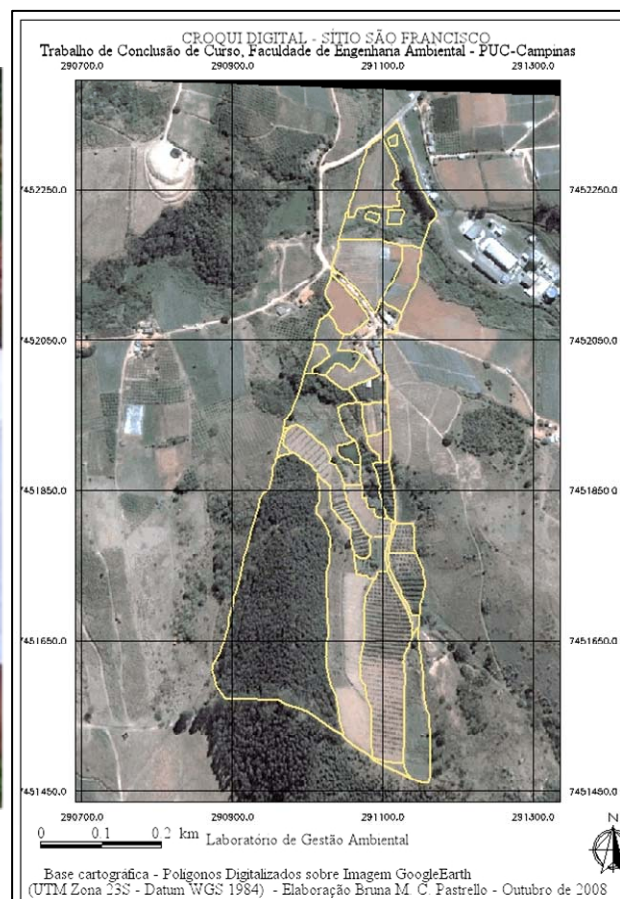 CROQUI DIGITAL - SÍTIO SÃO FRANCISCO
Trabalho de Conclusão de Curso, Faculdade de Engenharia Ambiental - PUC-Campinas
290700.0 290900.0 291100.0 291300.0
7452250.0 7452250.0
7452050.0 7452050.0
7451850.0 7451850.0
7451650.0 7451650.0
7451450.0 7451480.0
290700.0 290900.0 291100.0 291300.0
N
0 0.1 0.2 km Laboratório de Gestão Ambiental
Base cartográfica - Polígonos Digitalizados sobre Imagem GoogleEarth
(UTM Zona 23S - Datum WGS 1984) - Elaboração Bruna M. C. Pastrello - Outubro de 2008